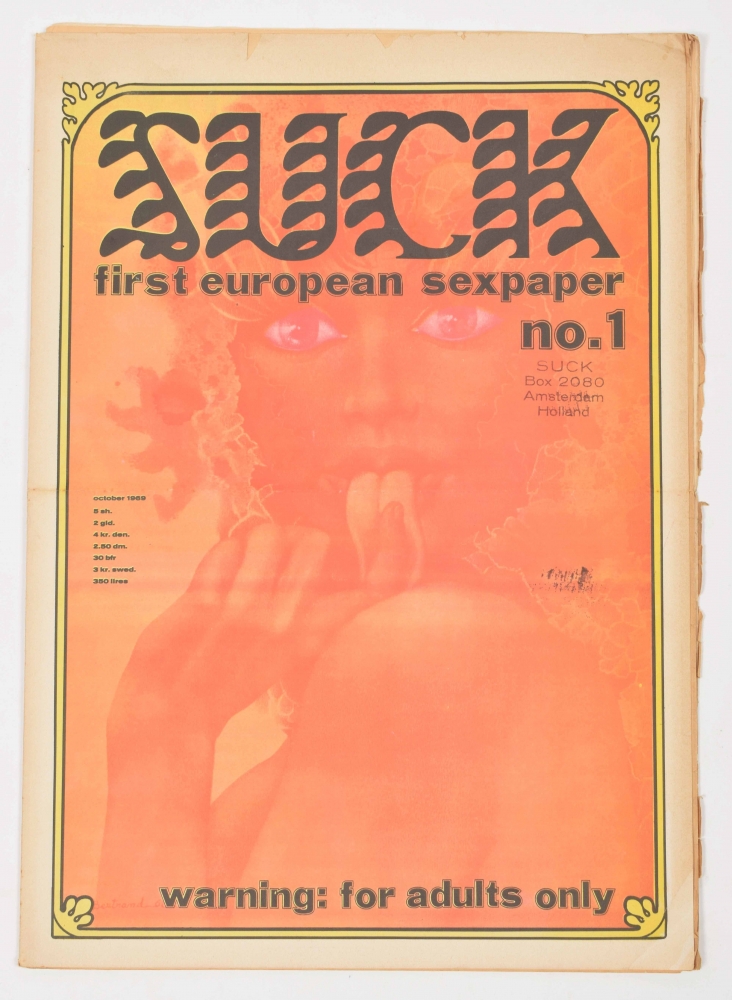 SUCK
first european sexpaper
no.1
SUCK
Box 2080
Amsterdam
Holland
october 1969
5 sh.
2 gld.
4 kr. den.
2.50 dm.
30 bfr
3 kr. swed.
350 lires
warning: for adults only